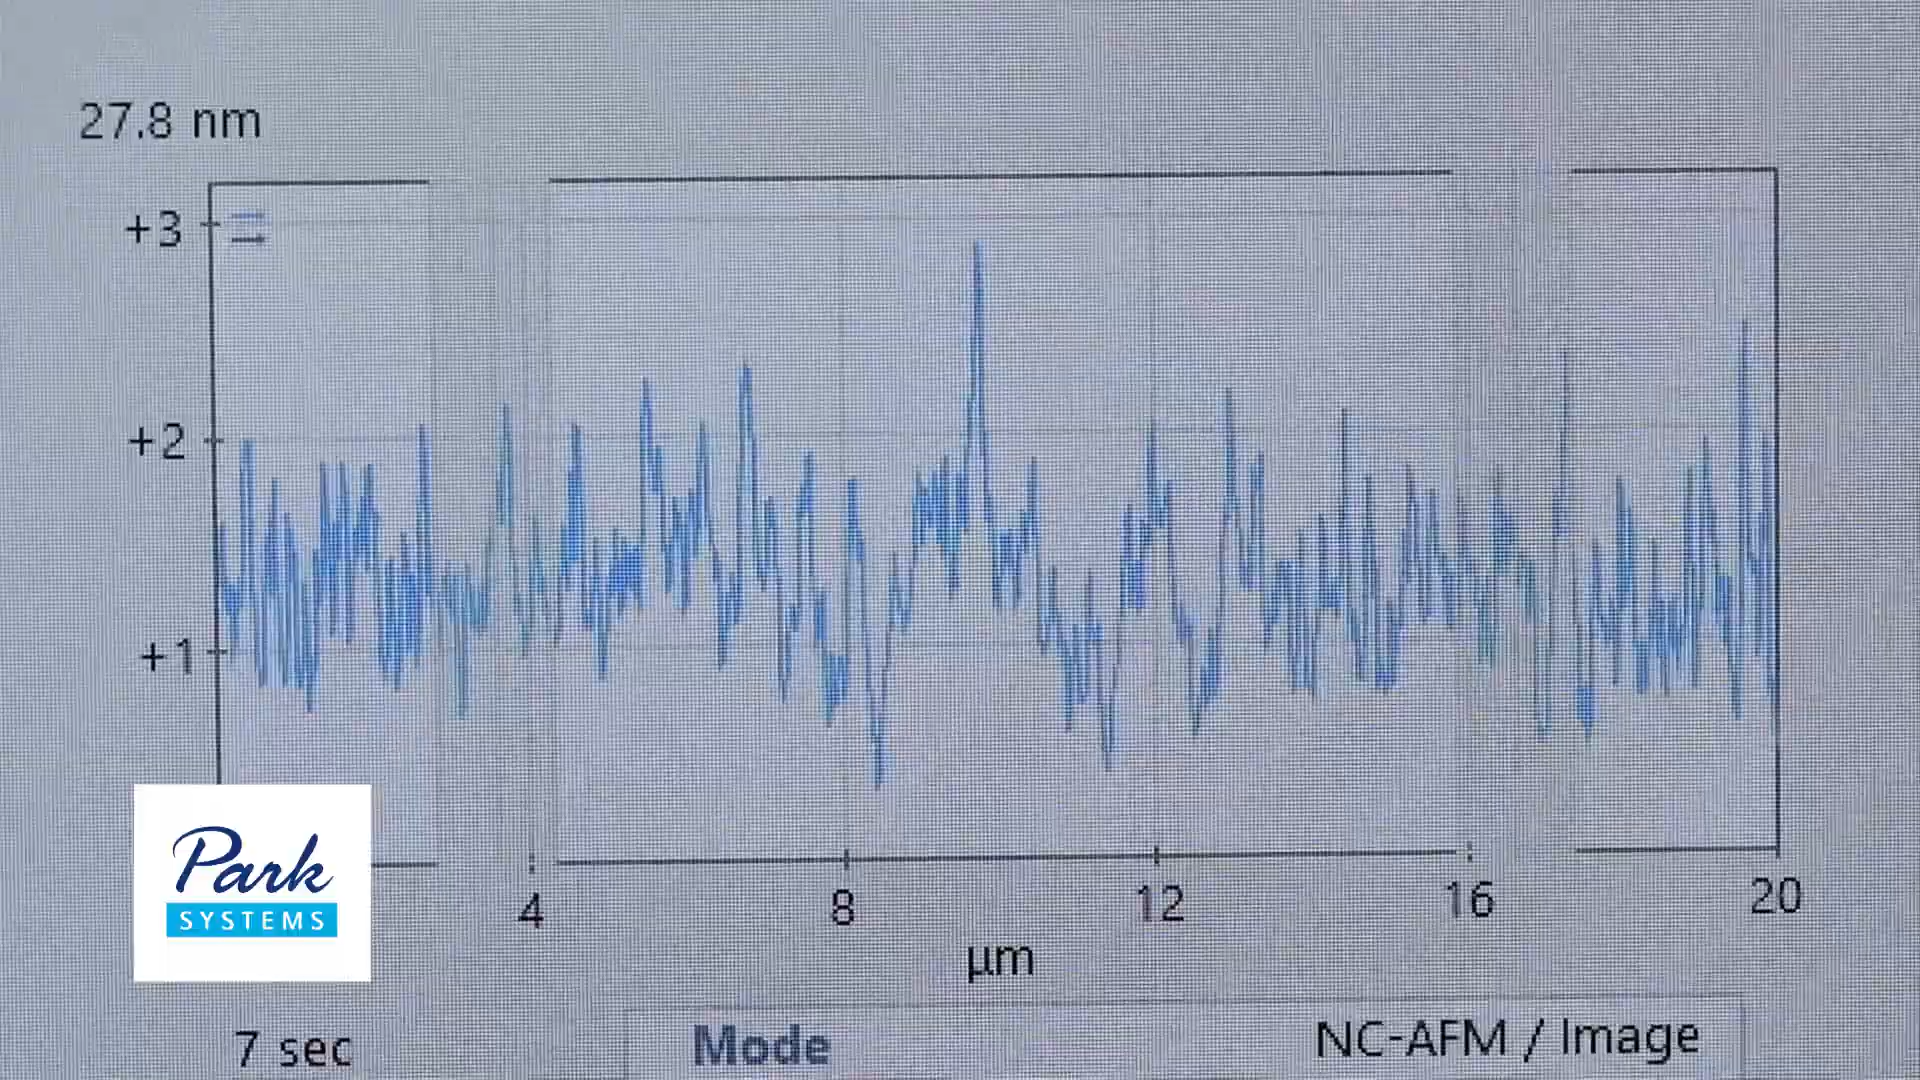 27.8 nm
+3
+2
+1
4 8 12 16 20
µm
Park
SYSTEMS
7 sec
Mode
NC-AFM / Image